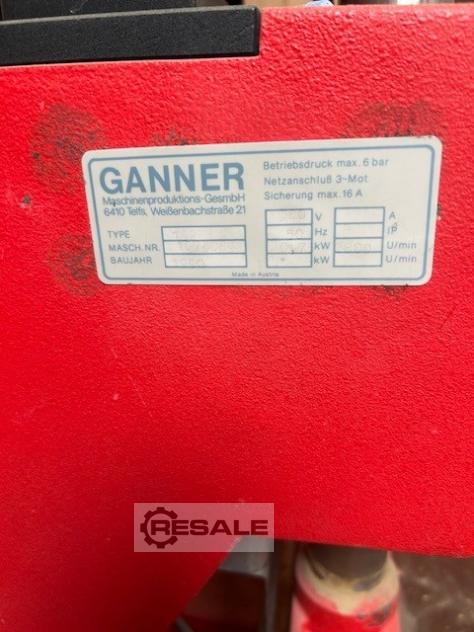 GANNER
Maschinenproduktions-GesmbH
6410 Telfs, Weißenbachstraße 21
Betriebsdruck max. 6 bar
Netzanschluß 3-Mot
Sicherung max. 16 A
TYPE V A
MASCH. NR. Hz IP
BAUJAHR kW U/min
kW U/min
Made in Austria
RESALE